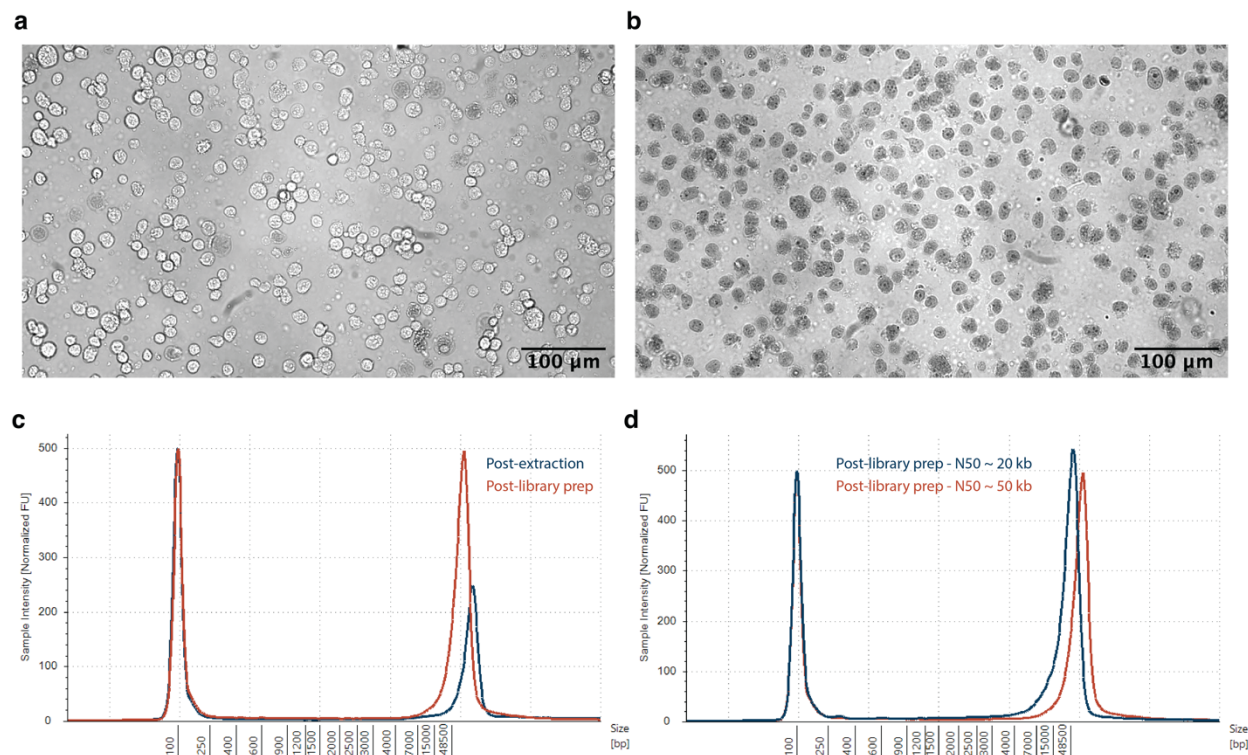 a
b
100 µm
100 µm
c
d
Sample Intensity [Normalized FU]
500
400
300
200
100
0
Post-extraction
Post-library prep
100
250
400
600
900
1200
1500
2000
2500
3000
4000
7000
15000
48500
Size
[bp]
Sample Intensity [Normalized FU]
500
400
300
200
100
0
Post-library prep - N50 ~ 20 kb
Post-library prep - N50 ~ 50 kb
100
250
400
600
900
1200
1500
2000
2500
3000
4000
7000
15000
48500
Size
[bp]